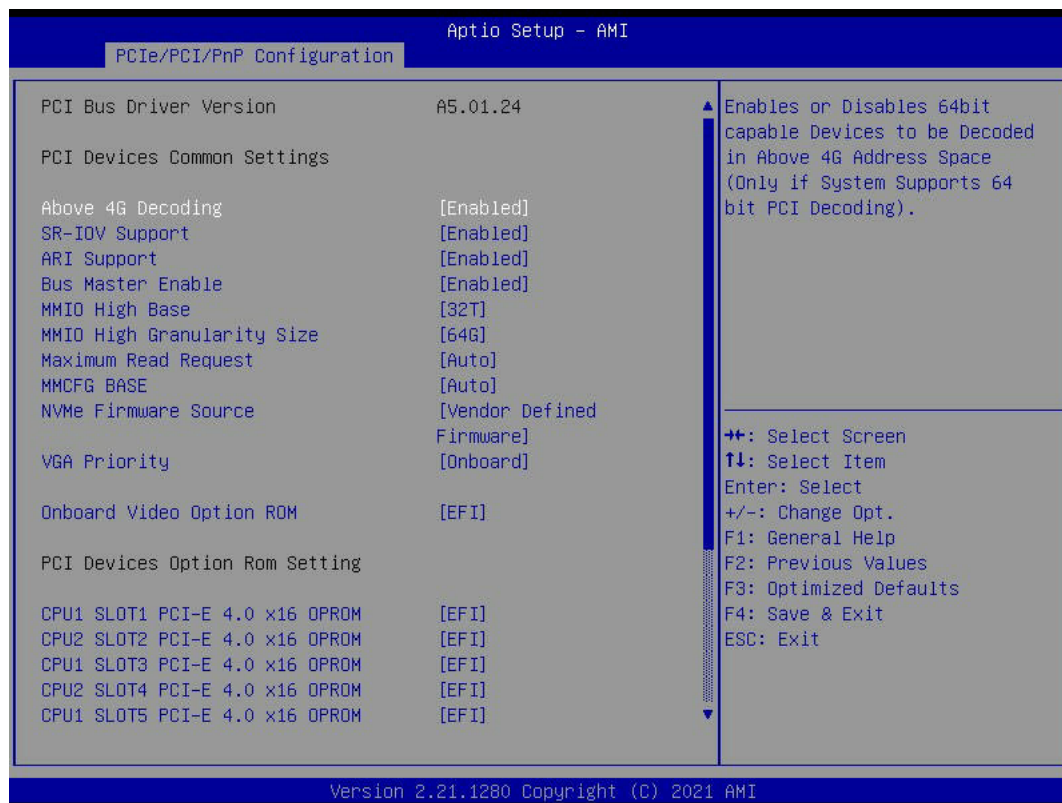 Aptio Setup – AMI
PCIe/PCI/PnP Configuration
PCI Bus Driver Version A5.01.24
PCI Devices Common Settings
Above 4G Decoding [Enabled]
SR-IOV Support [Enabled]
ARI Support [Enabled]
Bus Master Enable [Enabled]
MMIO High Base [32T]
MMIO High Granularity Size [64G]
Maximum Read Request [Auto]
MMCFG BASE [Auto]
NVMe Firmware Source [Vendor Defined
Firmware]
VGA Priority [Onboard]
Onboard Video Option ROM [EFI]
PCI Devices Option Rom Setting
CPU1 SLOT1 PCI-E 4.0 x16 OPROM [EFI]
CPU2 SLOT2 PCI-E 4.0 x16 OPROM [EFI]
CPU1 SLOT3 PCI-E 4.0 x16 OPROM [EFI]
CPU2 SLOT4 PCI-E 4.0 x16 OPROM [EFI]
CPU1 SLOT5 PCI-E 4.0 x16 OPROM [EFI]
Enables or Disables 64bit
capable Devices to be Decoded
in Above 4G Address Space
(Only if System Supports 64
bit PCI Decoding).
→←: Select Screen
↑↓: Select Item
Enter: Select
+/-: Change Opt.
F1: General Help
F2: Previous Values
F3: Optimized Defaults
F4: Save & Exit
ESC: Exit
Version 2.21.1280 Copyright (C) 2021 AMI